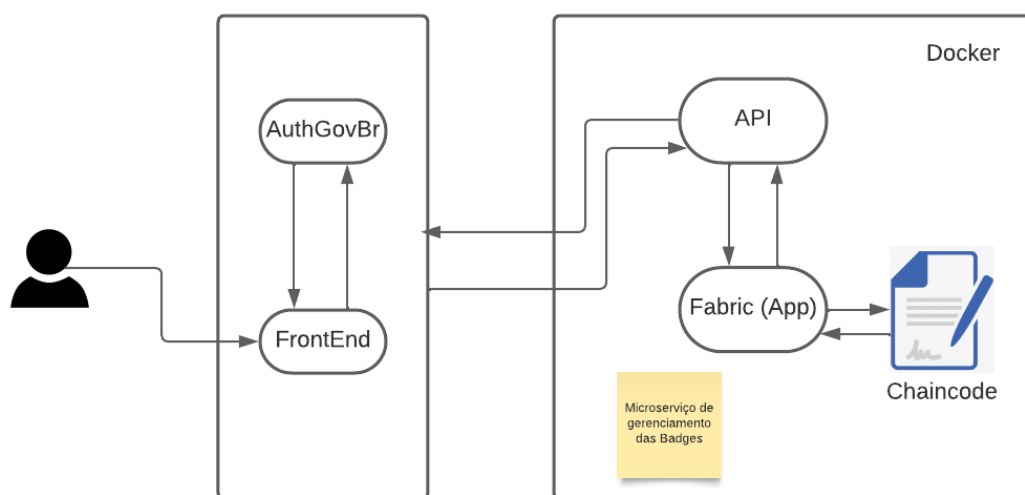 Docker
AuthGovBr
API
FrontEnd
Fabric (App)
Chaincode
Microserviço de
gerenciamento
das Badges